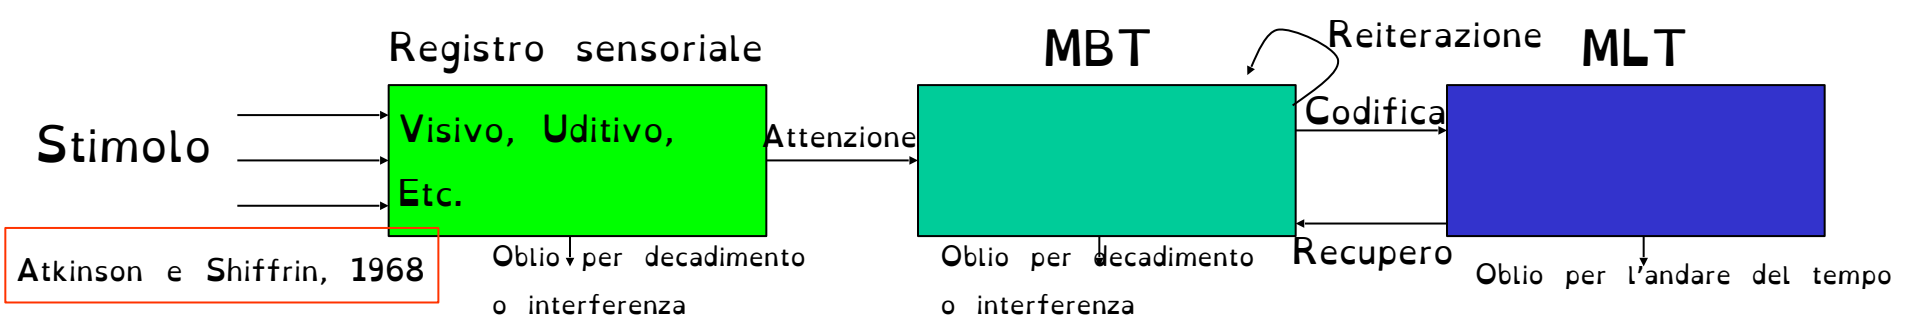 Registro sensoriale
MBT
Reiterazione
MLT
Stimolo
Visivo, Uditivo,
Etc.
Attenzione
Codifica
Recupero
Atkinson e Shiffrin, 1968
Oblio per decadimento
o interferenza
Oblio per decadimento
o interferenza
Oblio per l'andare del tempo